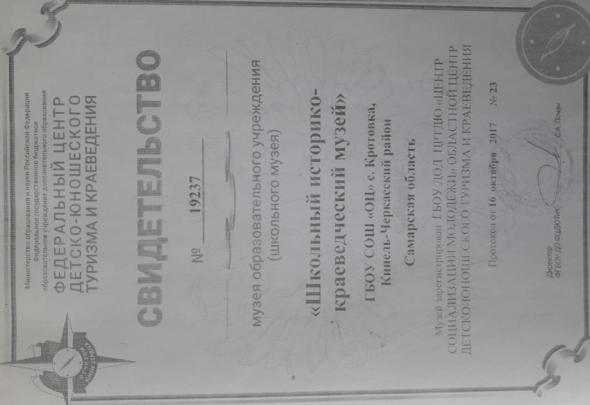 Министерство образования и науки Российской Федерации
Федеральное государственное бюджетное
образовательное учреждение дополнительного образования
ФЕДЕРАЛЬНЫЙ ЦЕНТР
ДЕТСКО-ЮНОШЕСКОГО
ТУРИЗМА И КРАЕВЕДЕНИЯ
СВИДЕТЕЛЬСТВО
№ 19237
музея образовательного учреждения
(школьного музея)
«Школьный историко-
краеведческий музей»
ГБОУ СОШ «ОЦ» с. Кротовка,
Кинель-Черкасский район
Самарская область
Музей зарегистрирован ГБОУ ДОД ЦРТДЮ «ЦЕНТР
СОЦИАЛИЗАЦИИ МОЛОДЕЖИ» ОБЛАСТНОЙ ЦЕНТР
ДЕТСКО-ЮНОШЕСКОГО ТУРИЗМА И КРАЕВЕДЕНИЯ
Протокол от 16 октября 2017 № 23
Директор